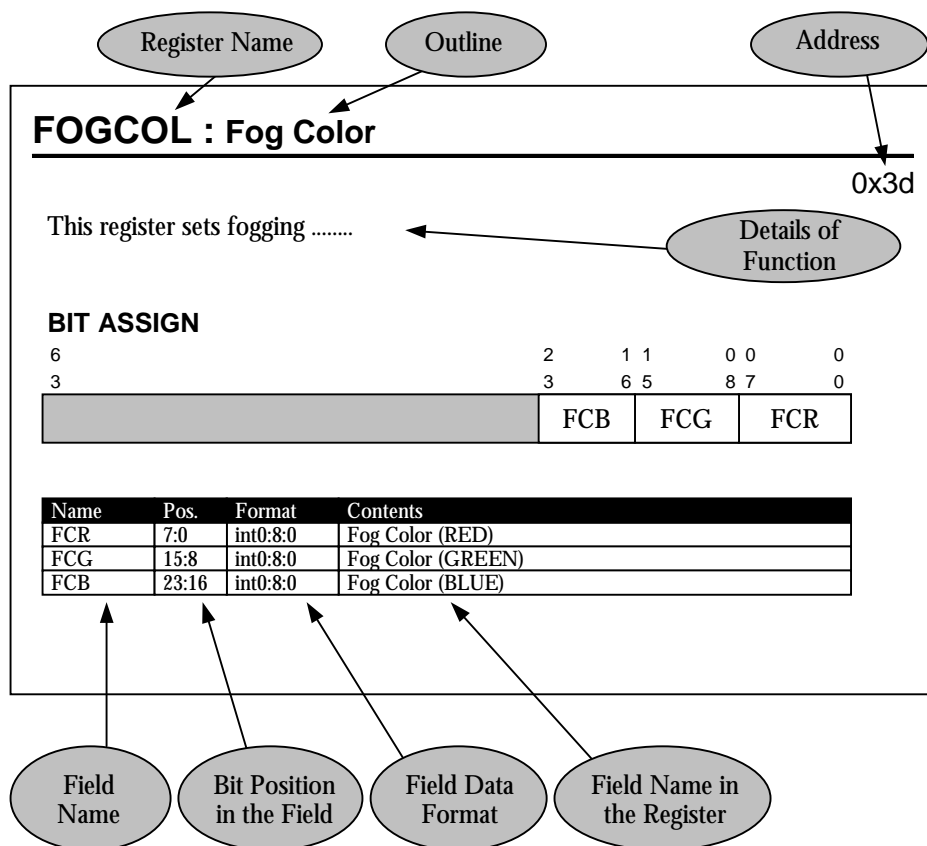 Register Name
Outline
Address
FOGCOL : Fog Color
0x3d
This register sets fogging ........
Details of
Function
BIT ASSIGN
6 2 1 1 0 0 0
3 3 6 5 8 7 0
FCB FCG FCR
Name Pos. Format Contents
FCR 7:0 int0:8:0 Fog Color (RED)
FCG 15:8 int0:8:0 Fog Color (GREEN)
FCB 23:16 int0:8:0 Fog Color (BLUE)
Field
Name
Bit Position
in the Field
Field Data
Format
Field Name in
the Register